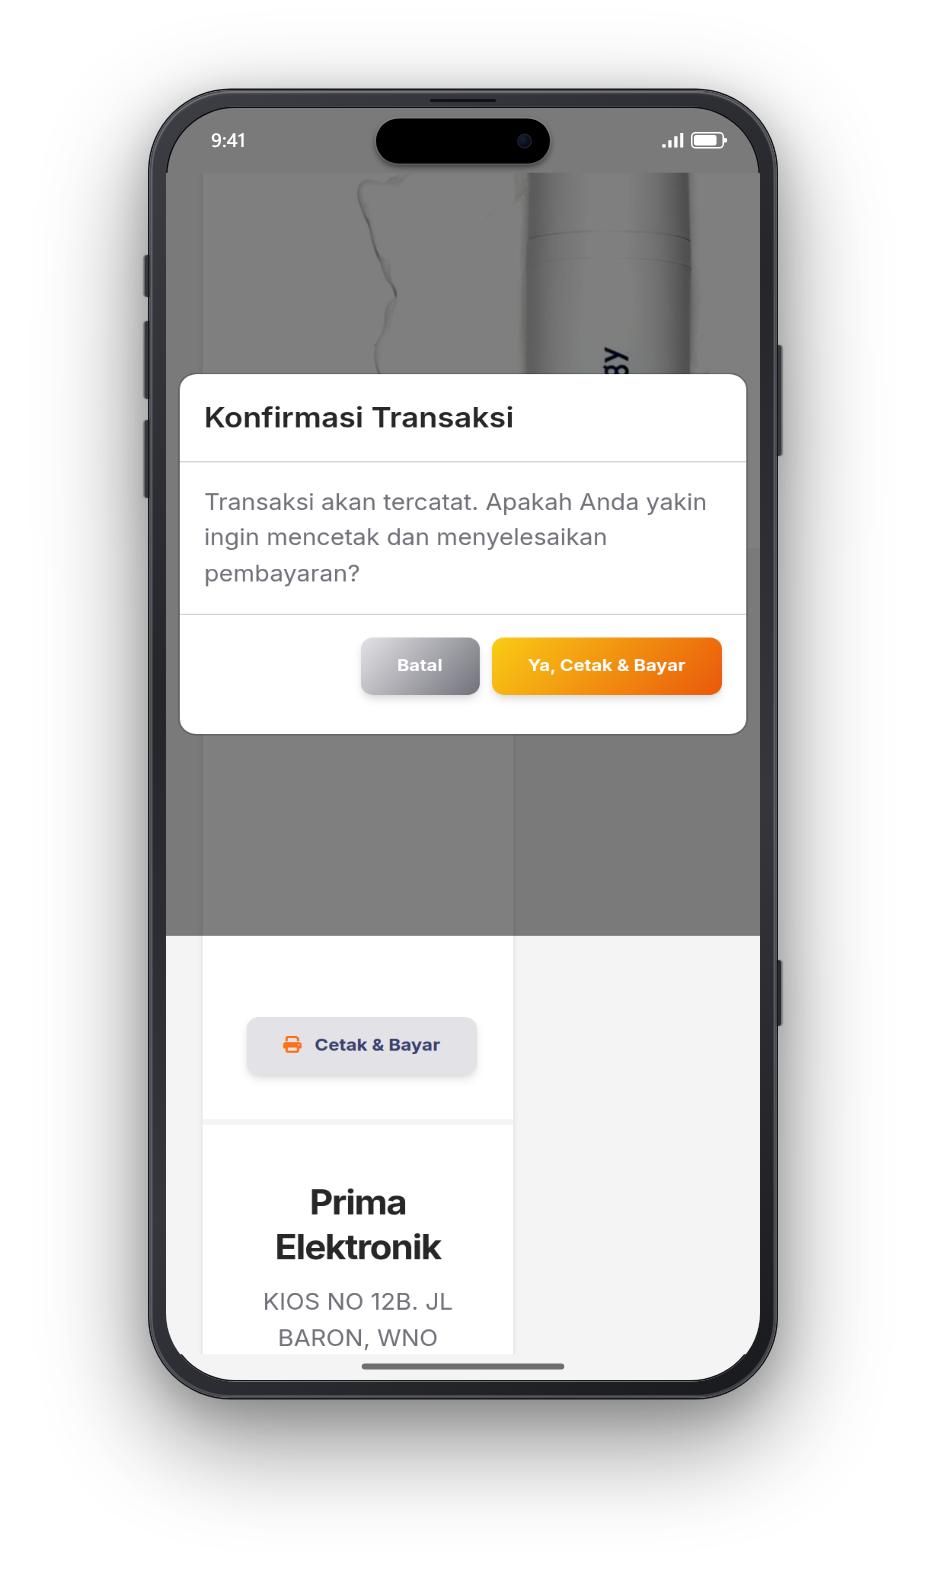 9:41
Konfirmasi Transaksi
Transaksi akan tercatat. Apakah Anda yakin
ingin mencetak dan menyelesaikan
pembayaran?
Batal
Ya, Cetak & Bayar
Cetak & Bayar
Prima
Elektronik
KIOS NO 12B. JL
BARON, WNO